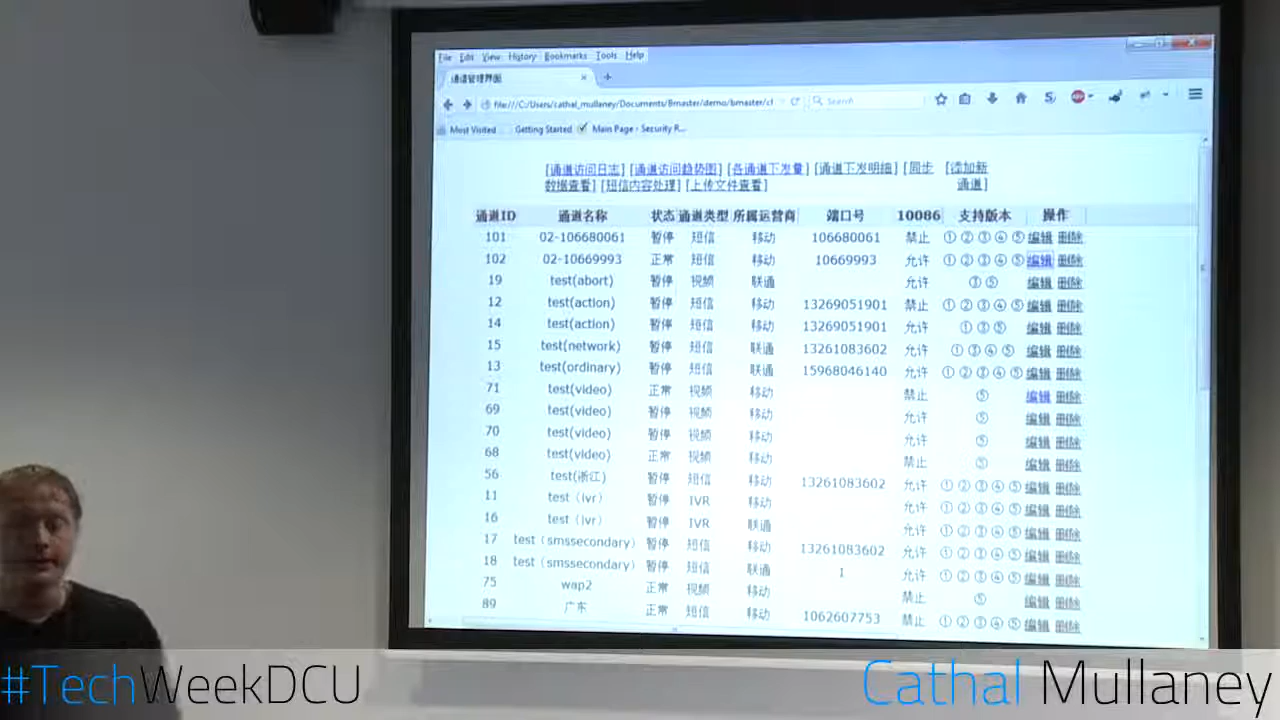 File Edit View History Bookmarks Tools Help
通道管理界面
file:///C:/Users/cathal_mullaney/Documents/Bmaster/demo/bmaster/cl
Search
Most Visited Getting Started Main Page - Security R...
[通道访问日志] [通道访问趋势图] [各通道下发量] [通道下发明细] [同步 [添加新
数据查看] [短信内容处理] [上传文件查看] 通道]
通道ID 通道名称 状态 通道类型 所属运营商 端口号 10086 支持版本 操作
101 02-106680061 暂停 短信 移动 106680061 禁止 ① ② ③ ④ ⑤ 编辑 删除
102 02-10669993 正常 短信 移动 10669993 允许 ① ② ③ ④ ⑤ 编辑 删除
19 test(abort) 暂停 视频 联通 允许 ③ ⑤ 编辑 删除
12 test(action) 暂停 短信 移动 13269051901 禁止 ① ② ③ ④ ⑤ 编辑 删除
14 test(action) 暂停 短信 移动 13269051901 允许 ① ③ ⑤ 编辑 删除
15 test(network) 暂停 短信 联通 13261083602 允许 ① ③ ④ ⑤ 编辑 删除
13 test(ordinary) 暂停 短信 联通 15968046140 允许 ① ② ③ ④ ⑤ 编辑 删除
71 test(video) 正常 视频 移动 禁止 ⑤ 编辑 删除
69 test(video) 暂停 视频 移动 允许 ⑤ 编辑 删除
70 test(video) 暂停 视频 移动 允许 ⑤ 编辑 删除
68 test(video) 正常 视频 移动 禁止 ⑤ 编辑 删除
56 test(浙江) 暂停 短信 移动 13261083602 允许 ① ② ③ ④ ⑤ 编辑 删除
11 test（ivr） 暂停 IVR 移动 允许 ① ② ③ ④ ⑤ 编辑 删除
16 test（ivr） 暂停 IVR 联通 允许 ① ② ③ ④ ⑤ 编辑 删除
17 test（smssecondary） 暂停 短信 移动 13261083602 允许 ① ② ③ ④ ⑤ 编辑 删除
18 test（smssecondary） 暂停 短信 联通 1 允许 ① ② ③ ④ ⑤ 编辑 删除
75 wap2 正常 视频 移动 禁止 ⑤ 编辑 删除
89 广东 正常 短信 移动 1062607753 禁止 ① ② ③ ④ ⑤ 编辑 删除
#TechWeekDCU
Cathal Mullaney